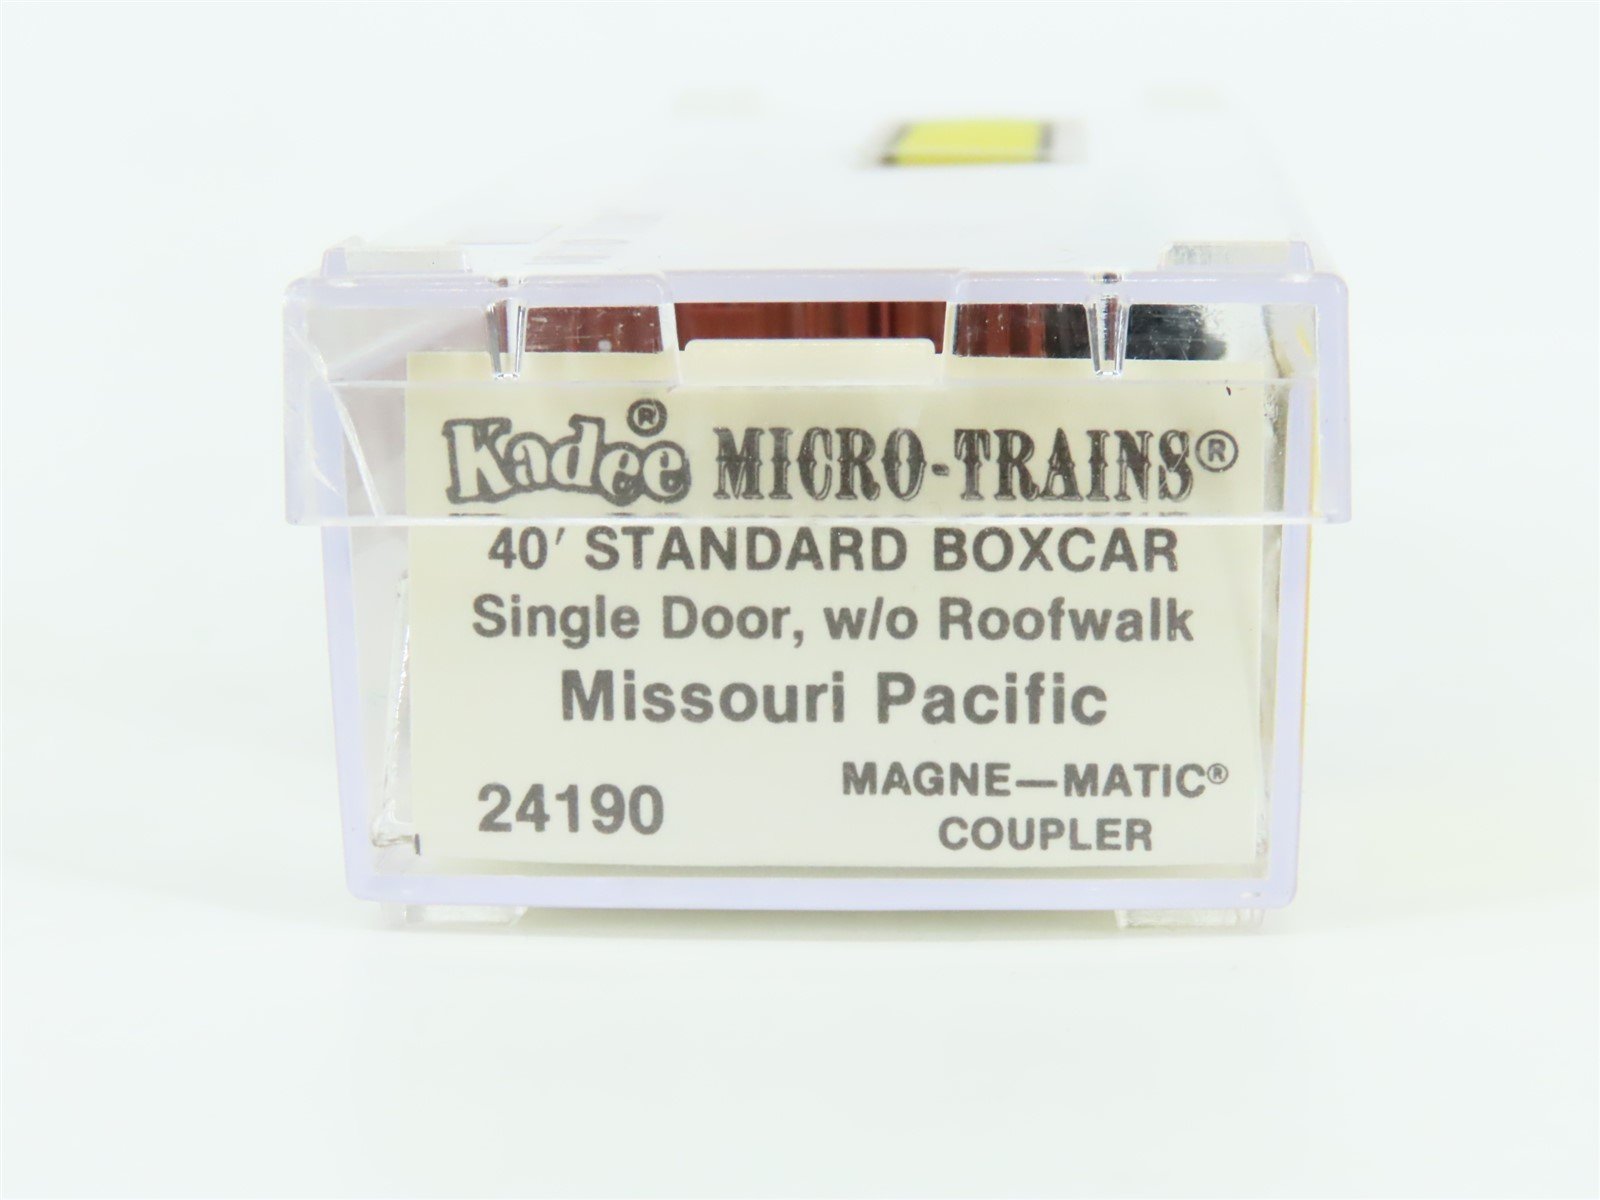 Kadee® MICRO-TRAINS®
40' STANDARD BOXCAR
Single Door, w/o Roofwalk
Missouri Pacific
24190
MAGNE—MATIC®
COUPLER